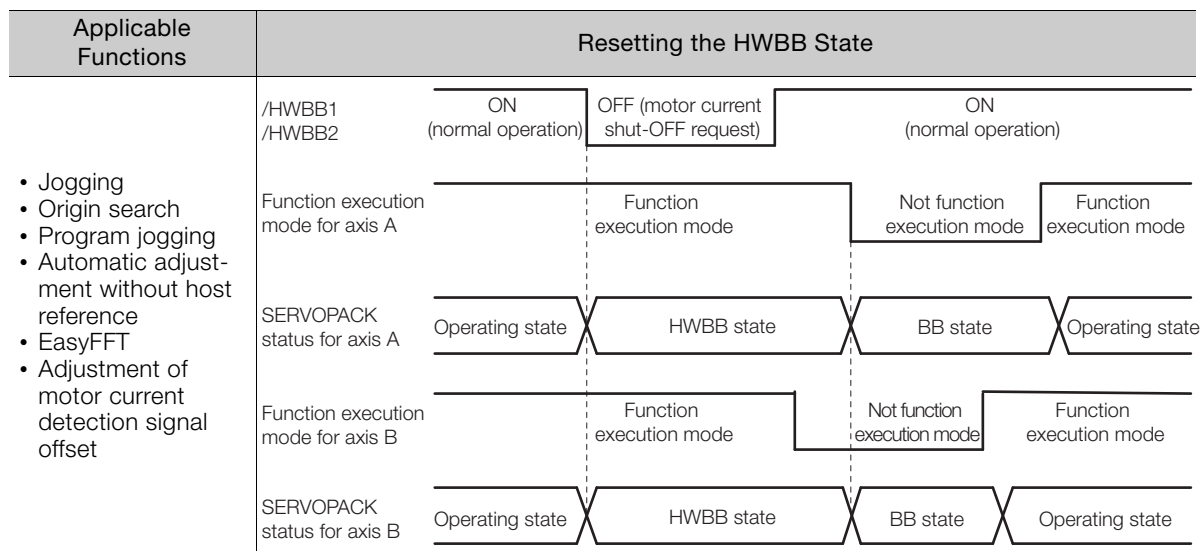 Applicable
Functions
Resetting the HWBB State
• Jogging
• Origin search
• Program jogging
• Automatic adjust-
ment without host
reference
• EasyFFT
• Adjustment of
motor current
detection signal
offset
/HWBB1
/HWBB2
ON
(normal operation)
OFF (motor current
shut-OFF request)
ON
(normal operation)
Function execution
mode for axis A
Function
execution mode
Not function
execution mode
Function
execution mode
SERVOPACK
status for axis A
Operating state
HWBB state
BB state
Operating state
Function execution
mode for axis B
Function
execution mode
Not function
execution mode
Function
execution mode
SERVOPACK
status for axis B
Operating state
HWBB state
BB state
Operating state